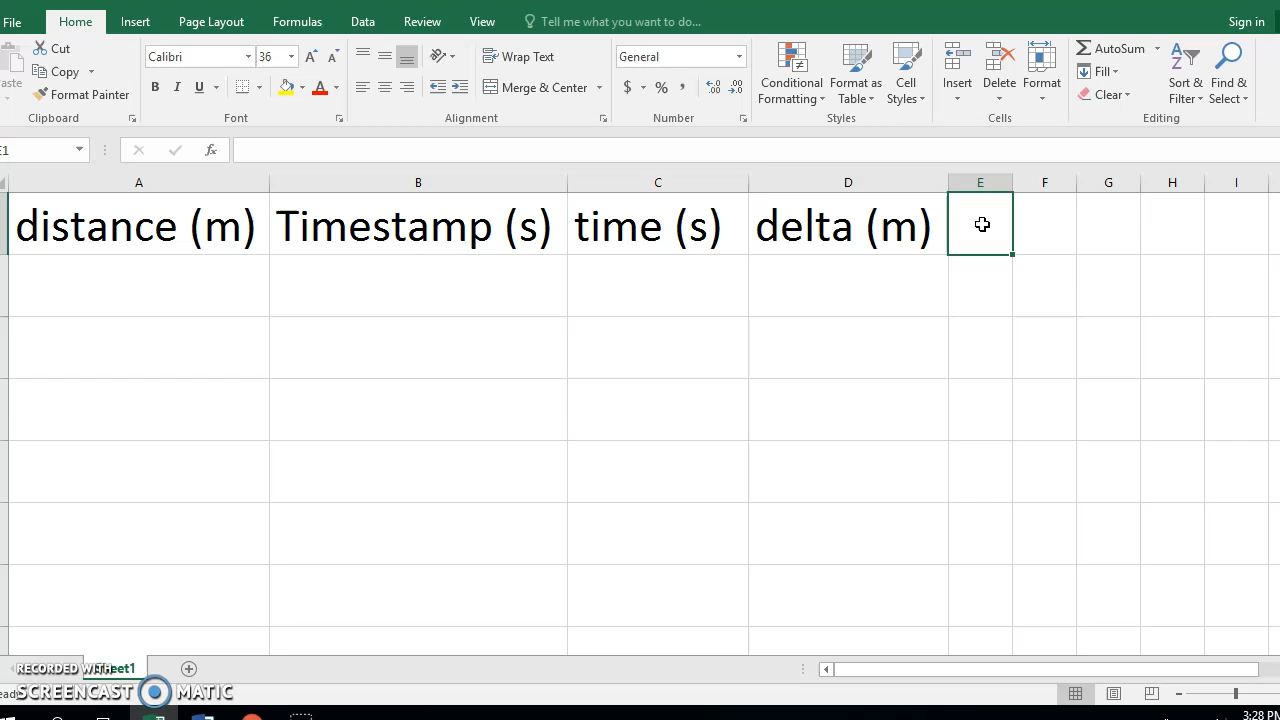 File Home Insert Page Layout Formulas Data Review View Tell me what you want to do... Sign in
Cut Calibri 36 A A Wrap Text General AutoSum
Copy Conditional Format as Cell Insert Delete Format Fill Sort & Find &
Format Painter B I U A Merge & Center $ % , .00 Formatting Table Styles Clear Filter Select
Clipboard Font Alignment Number Styles Cells Editing
E1 fx
A B C D E F G H I
distance (m) Timestamp (s) time (s) delta (m)
RECORDED WITH
SCREENCAST MATIC
3:28 PM